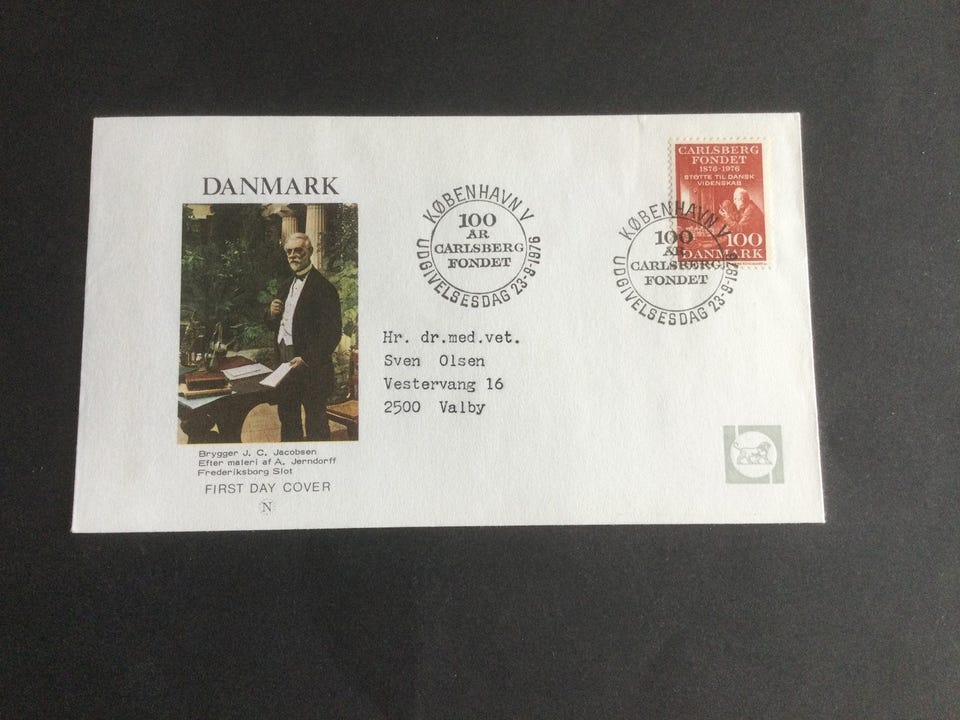 DANMARK
KØBENHAVN V
100
ÅR
CARLSBERG
FONDET
UDGIVELSESDAG 23-9-1976
CARLSBERG
FONDET
1876-1976
STØTTE TIL DANSK
VIDENSKAB
100
DANMARK
KØBENHAVN V
100
ÅR
CARLSBERG
FONDET
UDGIVELSESDAG 23-9-1976
Hr. dr.med.vet.
Sven Olsen
Vestervang 16
2500 Valby
Brygger J. C. Jacobsen
Efter maleri af A. Jerndorff
Frederiksborg Slot
FIRST DAY COVER
N